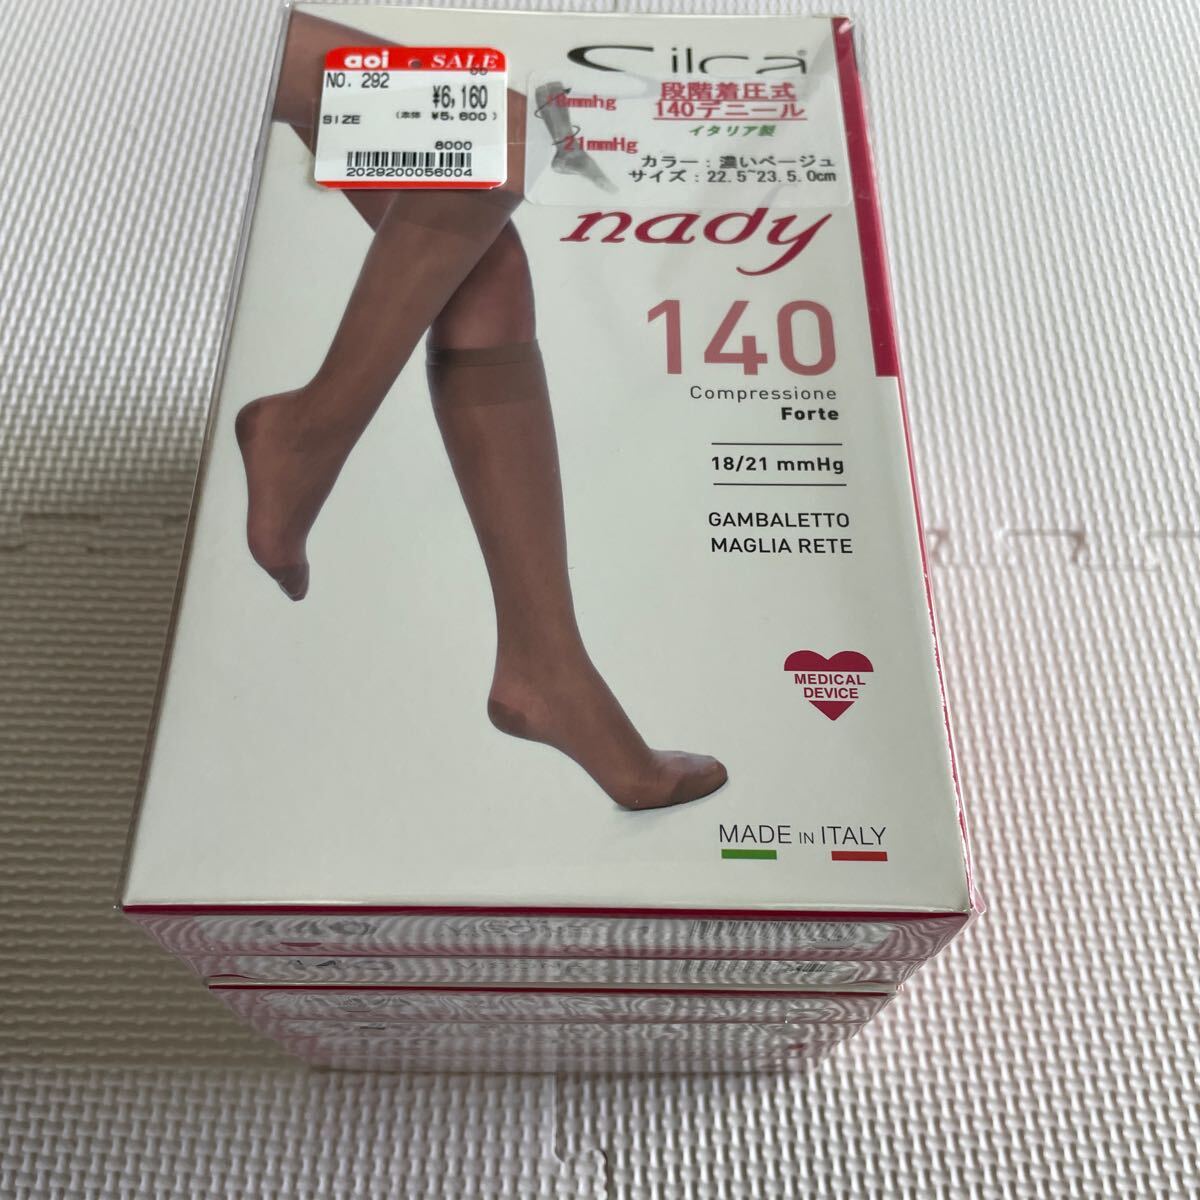 aoi SALE
NO. 292
¥6,160
SIZE
(本体 ¥5,600)
8000
2029200056004
Cilca
段階着圧式
140デニール
イタリア製
18mmhg
21mmHg
カラー：濃いベージュ
サイズ：22.5~23.5.0cm
nady
140
Compressione
Forte
18/21 mmHg
GAMBALETTO
MAGLIA RETE
MEDICAL
DEVICE
MADE IN ITALY
140